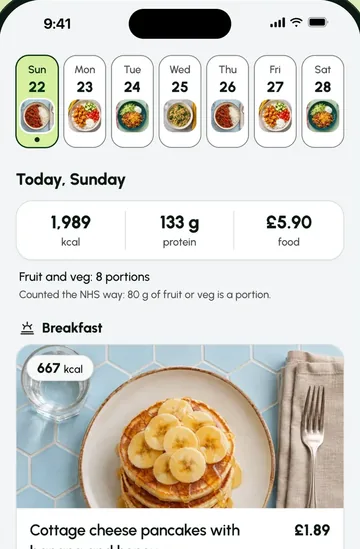 9:41
Sun Mon Tue Wed Thu Fri Sat
22 23 24 25 26 27 28
Today, Sunday
1,989 133 g £5.90
kcal protein food
Fruit and veg: 8 portions
Counted the NHS way: 80 g of fruit or veg is a portion.
Breakfast
667 kcal
Cottage cheese pancakes with £1.89